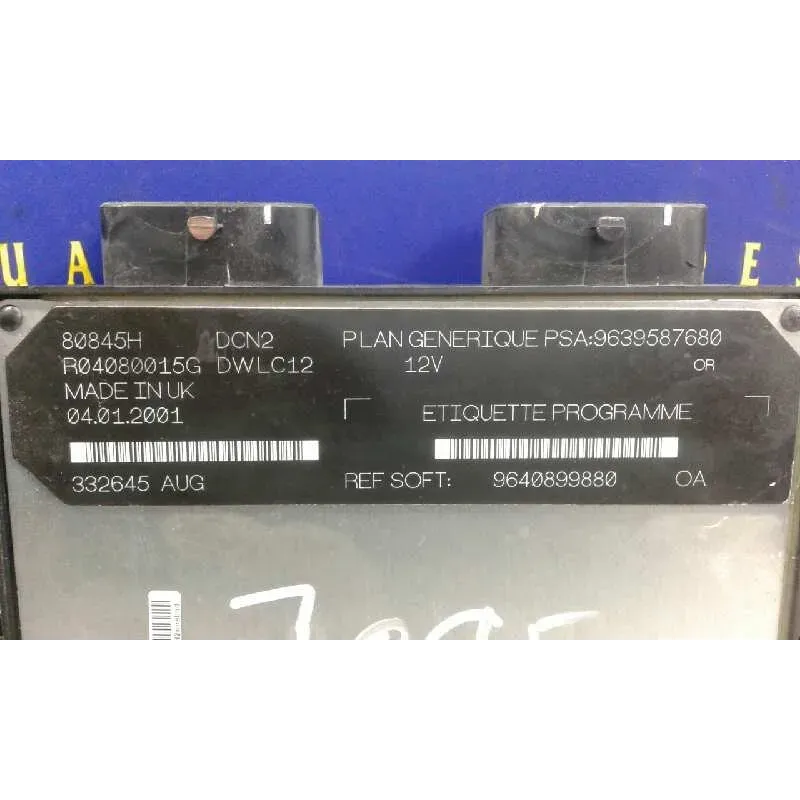 U A R E S
80845H DCN2 PLAN GENERIQUE PSA:9639587680
R04080015G DWLC12 12V OR
MADE IN UK
04.01.2001 ETIQUETTE PROGRAMME
332645 AUG REF SOFT: 9640899880 OA